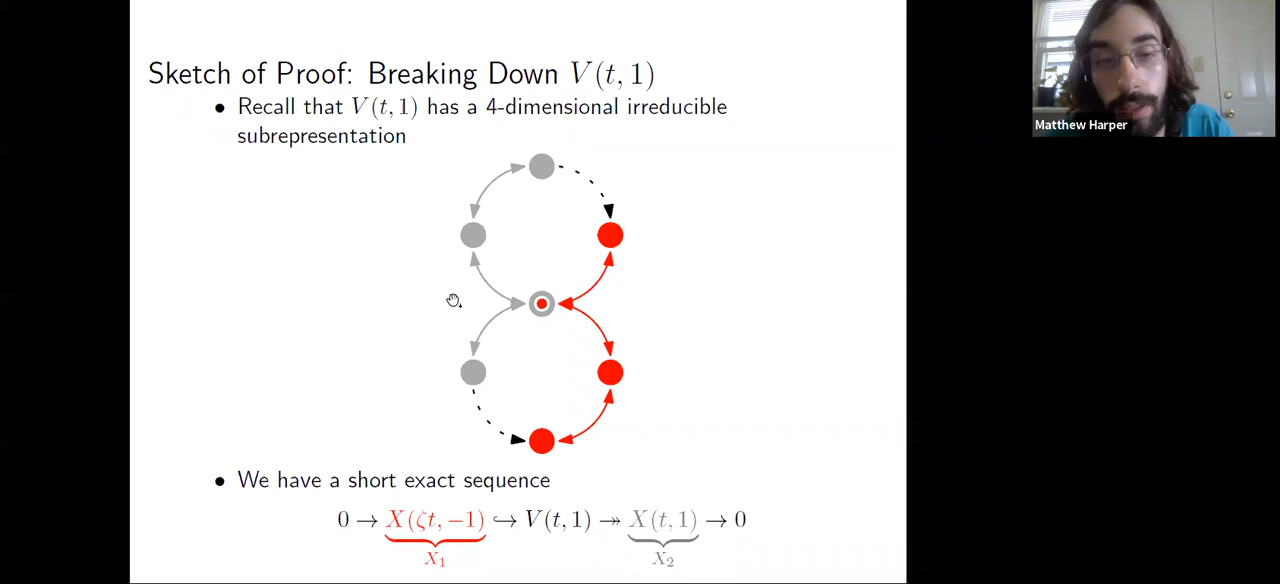 Sketch of Proof: Breaking Down V(t, 1)
• Recall that V(t, 1) has a 4-dimensional irreducible
subrepresentation
• We have a short exact sequence
0 → X(ζt, −1) ↪ V(t, 1) ↠ X(t, 1) → 0
X₁ X₂
Matthew Harper